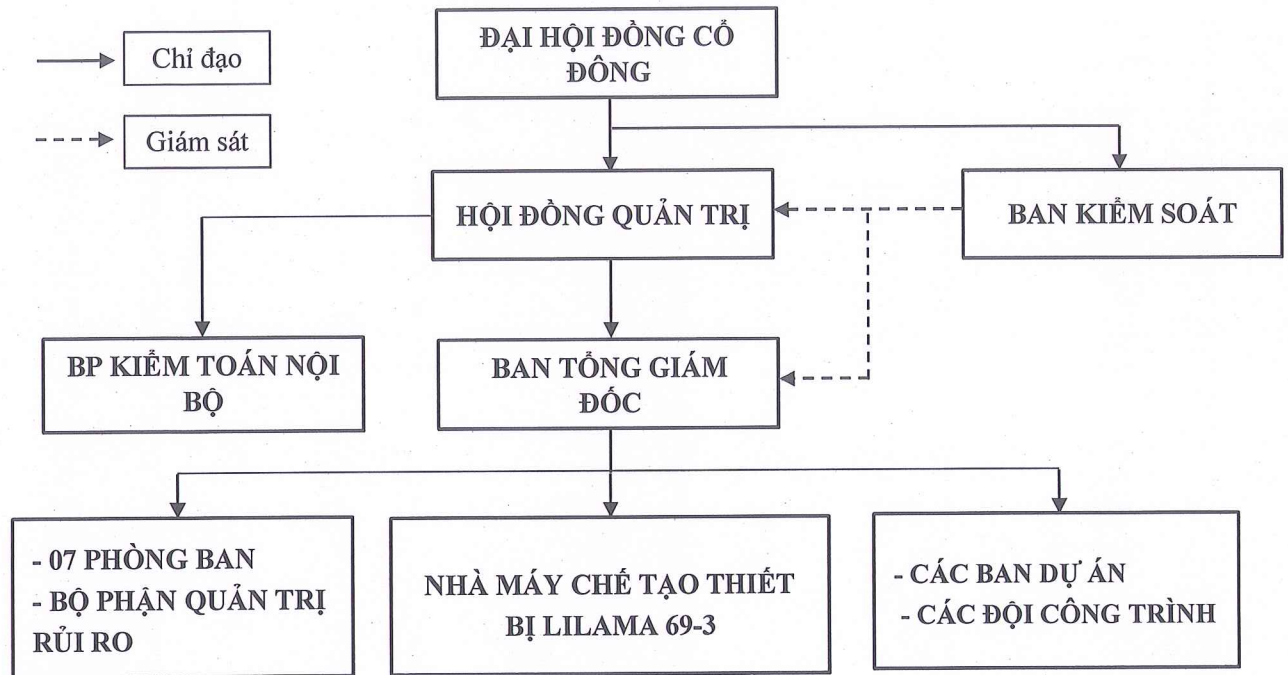 Chỉ đạo
Giám sát
ĐẠI HỘI ĐỒNG CỔ
ĐÔNG
HỘI ĐỒNG QUẢN TRỊ
BAN KIỂM SOÁT
BP KIỂM TOÁN NỘI
BỘ
BAN TỔNG GIÁM
ĐỐC
- 07 PHÒNG BAN
- BỘ PHẬN QUẢN TRỊ
RỦI RO
NHÀ MÁY CHẾ TẠO THIẾT
BỊ LILAMA 69-3
- CÁC BAN DỰ ÁN
- CÁC ĐỘI CÔNG TRÌNH